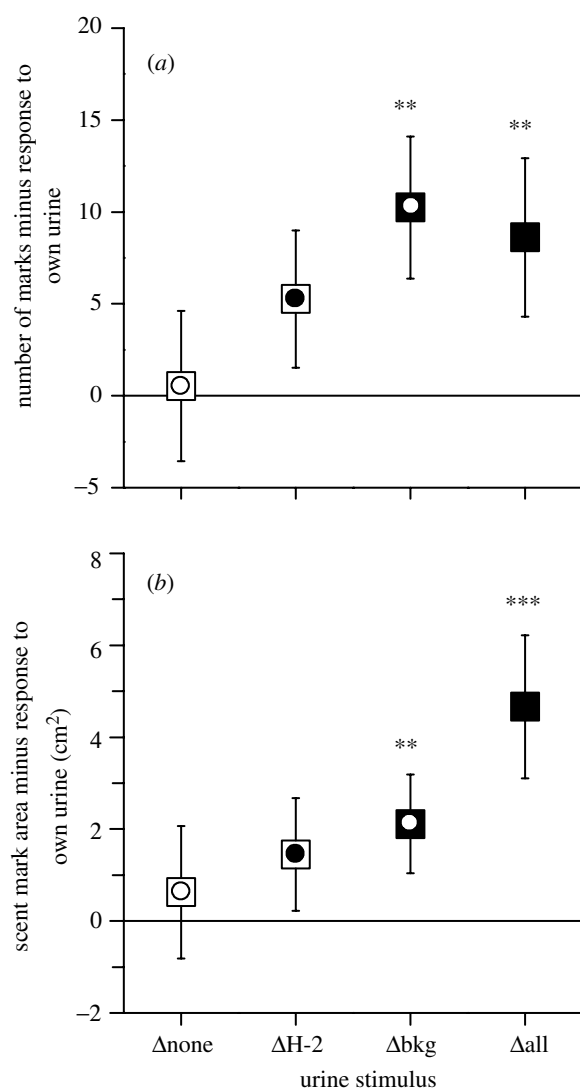 20
15
10
5
0
−5
(a)
**
**
number of marks minus response to
own urine
8
6
4
2
0
−2
(b)
**
***
scent mark area minus response to
own urine (cm²)
Δnone ΔH-2 Δbkg Δall
urine stimulus